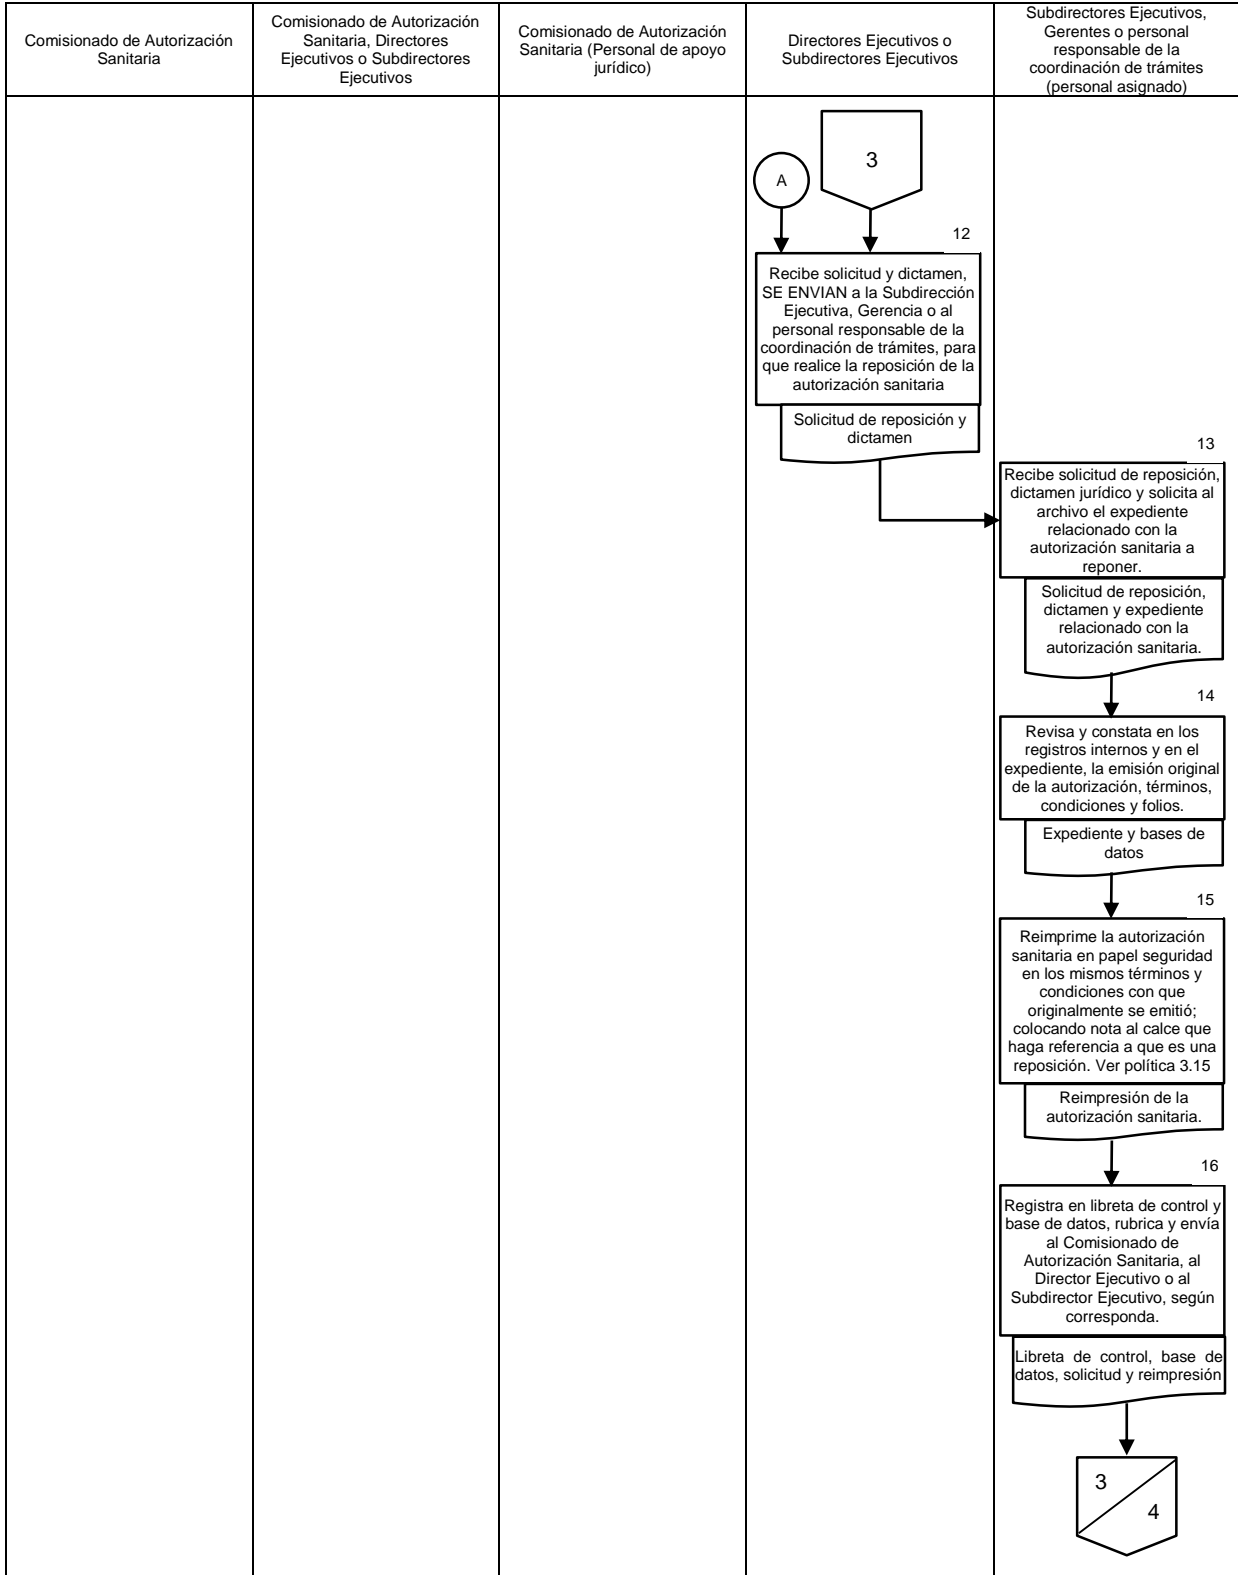 Comisionado de Autorización
Sanitaria
Comisionado de Autorización
Sanitaria, Directores
Ejecutivos o Subdirectores
Ejecutivos
Comisionado de Autorización
Sanitaria (Personal de apoyo
jurídico)
Directores Ejecutivos o
Subdirectores Ejecutivos
Subdirectores Ejecutivos,
Gerentes o personal
responsable de la
coordinación de trámites
(personal asignado)
A
3
12
Recibe solicitud y dictamen,
SE ENVIAN a la Subdirección
Ejecutiva, Gerencia o al
personal responsable de la
coordinación de trámites, para
que realice la reposición de la
autorización sanitaria
Solicitud de reposición y
dictamen
13
Recibe solicitud de reposición,
dictamen jurídico y solicita al
archivo el expediente
relacionado con la
autorización sanitaria a
reponer.
Solicitud de reposición,
dictamen y expediente
relacionado con la
autorización sanitaria.
14
Revisa y constata en los
registros internos y en el
expediente, la emisión original
de la autorización, términos,
condiciones y folios.
Expediente y bases de
datos
15
Reimprime la autorización
sanitaria en papel seguridad
en los mismos términos y
condiciones con que
originalmente se emitió;
colocando nota al calce que
haga referencia a que es una
reposición. Ver política 3.15
Reimpresión de la
autorización sanitaria.
16
Registra en libreta de control y
base de datos, rubrica y envía
al Comisionado de
Autorización Sanitaria, al
Director Ejecutivo o al
Subdirector Ejecutivo, según
corresponda.
Libreta de control, base de
datos, solicitud y reimpresión
3
4